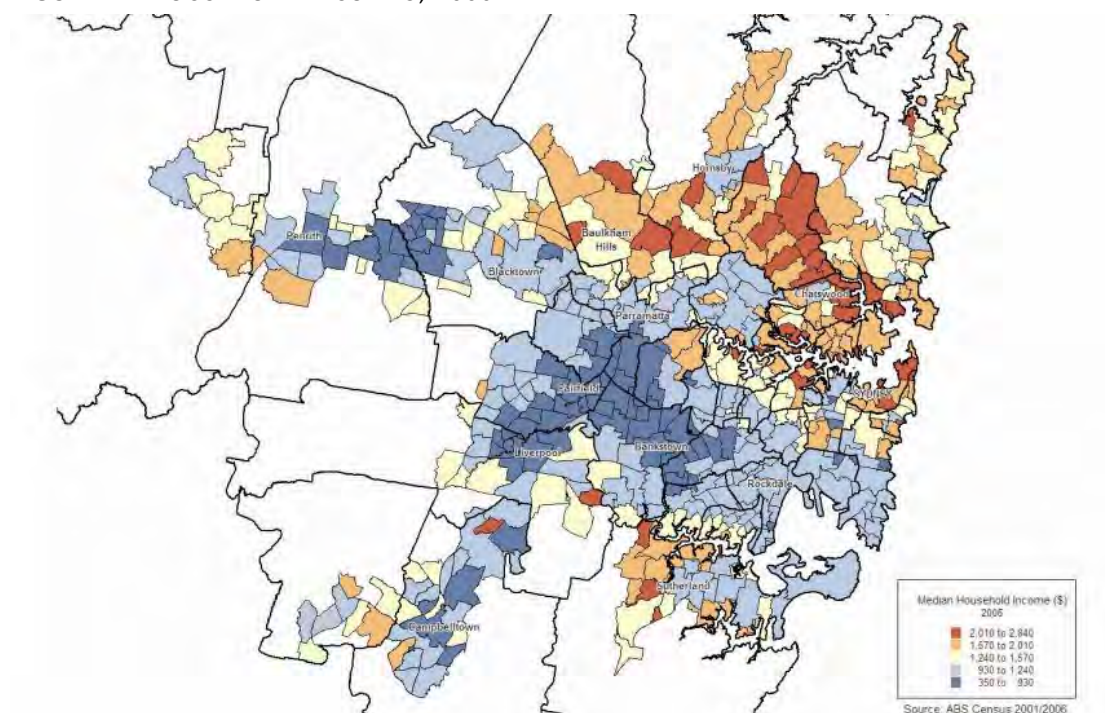 Hornsby
Penrith
Baulkham
Hills
Blacktown
Chatswood
Parramatta
Fairfield
SYDNEY
Liverpool
Bankstown
Rockdale
Sutherland
Campbelltown
Median Household Income ($)
2006
2,010 to 2,840
1,570 to 2,010
1,240 to 1,570
930 to 1,240
350 to 930
Source: ABS Census 2001/2006